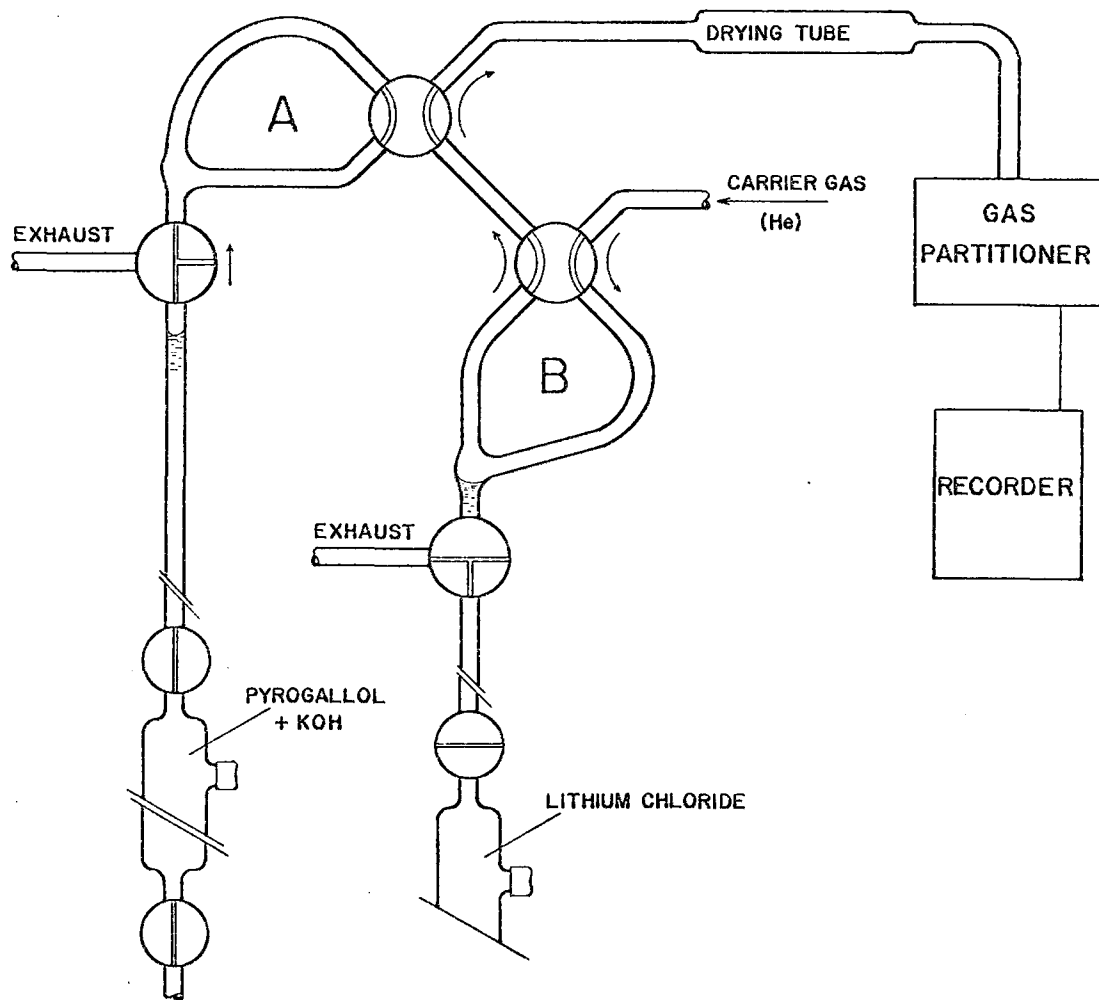 DRYING TUBE
A
CARRIER GAS
(He)
GAS
PARTITIONER
EXHAUST
B
RECORDER
EXHAUST
PYROGALLOL
+ KOH
LITHIUM CHLORIDE